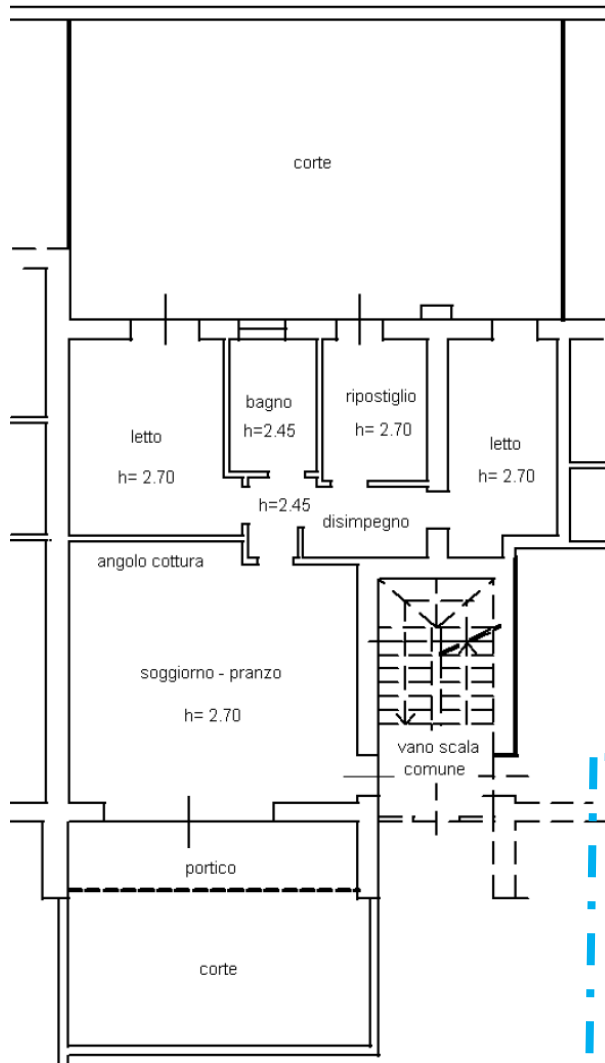 corte
letto
h= 2.70
bagno
h=2.45
ripostiglio
h= 2.70
letto
h= 2.70
h=2.45
disimpegno
angolo cottura
soggiorno - pranzo
h= 2.70
vano scala
comune
portico
corte